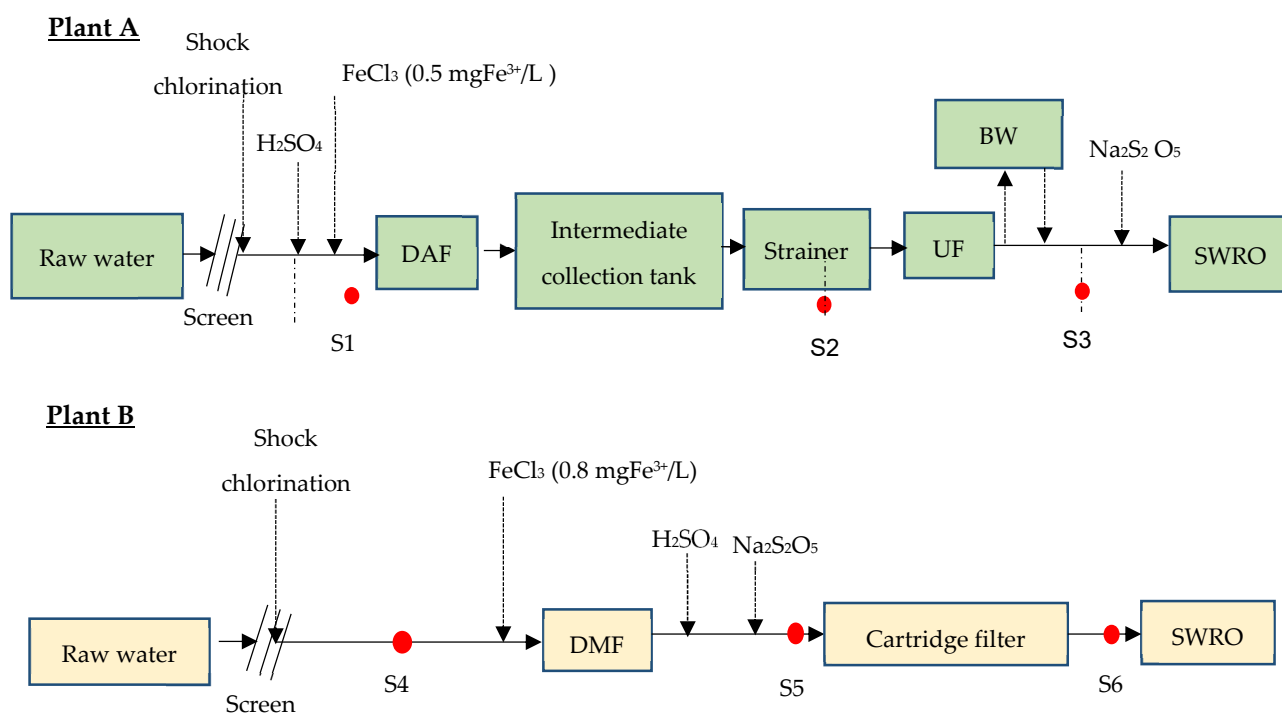 Plant A
Shock
chlorination
FeCl₃ (0.5 mgFe³⁺/L )
H₂SO₄
BW
Na₂S₂ O₅
Raw water
Screen
DAF
Intermediate
collection tank
Strainer
UF
SWRO
S1
S2
S3
Plant B
Shock
chlorination
FeCl₃ (0.8 mgFe³⁺/L)
H₂SO₄
Na₂S₂O₅
Raw water
Screen
DMF
Cartridge filter
SWRO
S4
S5
S6